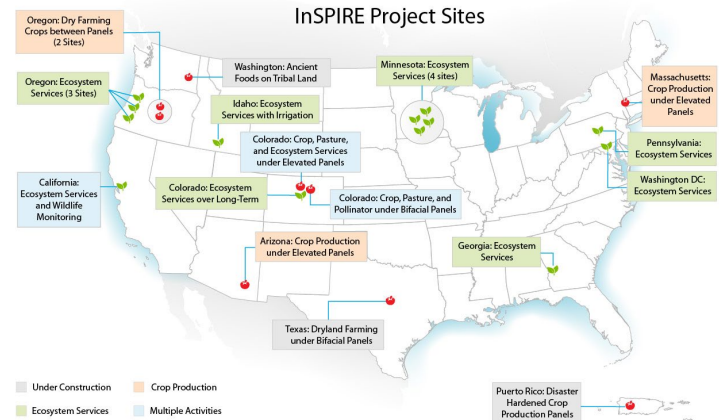 InSPIRE Project Sites
Oregon: Dry Farming
Crops between Panels
(2 Sites)
Washington: Ancient
Foods on Tribal Land
Minnesota: Ecosystem
Services (4 sites)
Massachusetts:
Crop Production
under Elevated
Panels
Oregon: Ecosystem
Services (3 Sites)
Idaho: Ecosystem
Services with Irrigation
Colorado: Crop, Pasture,
and Ecosystem Services
under Elevated Panels
Pennsylvania:
Ecosystem Services
California:
Ecosystem Services
and Wildlife
Monitoring
Colorado: Ecosystem
Services over Long-Term
Colorado: Crop, Pasture, and
Pollinator under Bifacial Panels
Washington DC:
Ecosystem Services
Arizona: Crop Production
under Elevated Panels
Georgia: Ecosystem
Services
Texas: Dryland Farming
under Bifacial Panels
Under Construction
Crop Production
Ecosystem Services
Multiple Activities
Puerto Rico: Disaster
Hardened Crop
Production Panels